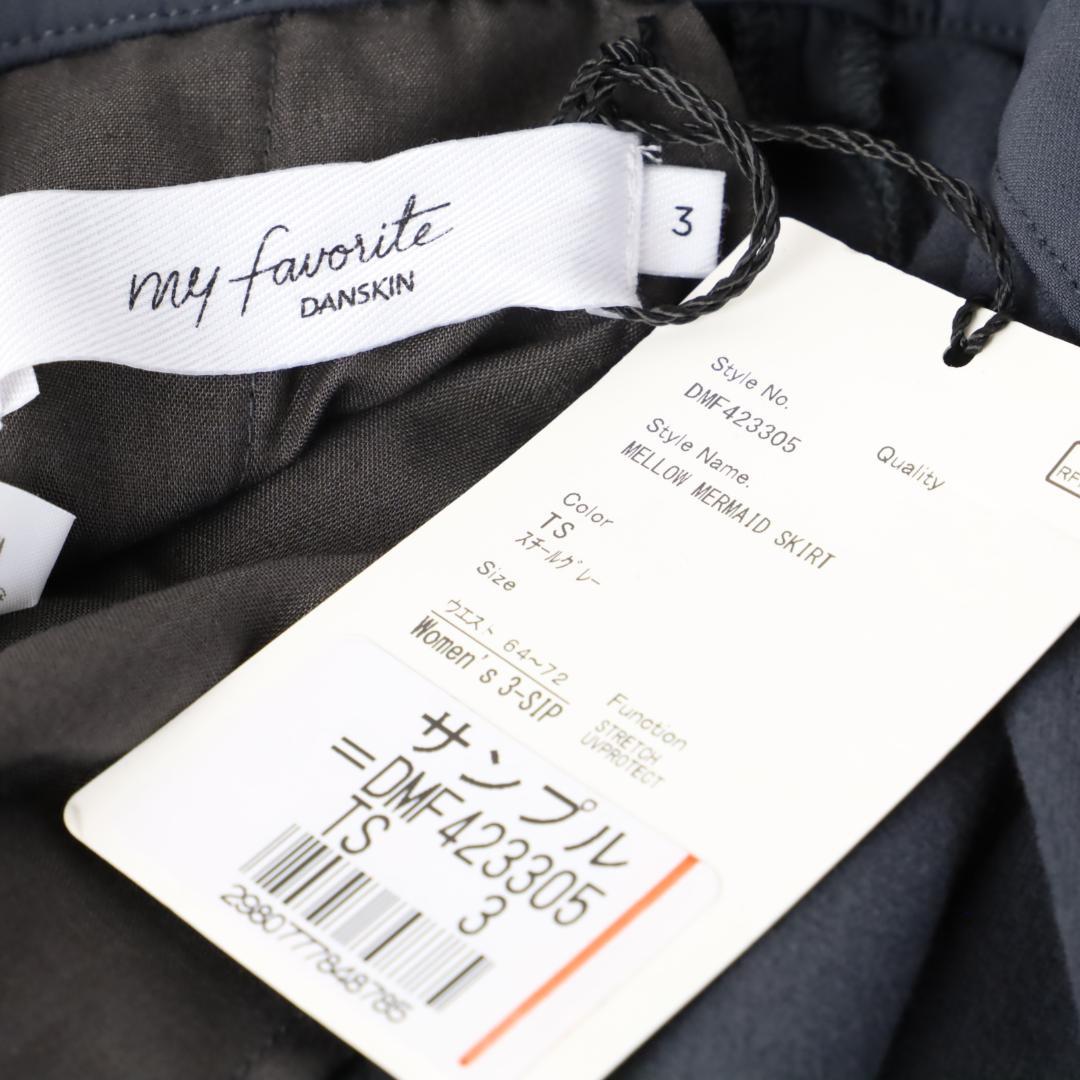 my favorite
DANSKIN
3
Style No.
DMF423305
Quality
Style Name.
MELLOW MERMAID SKIRT
Color
TS
スチールグレー
Size
ウエスト 64~72
Women's 3-SIP
Function
STRETCH
UVPROTECT
サンプル
=DMF423305
TS
3
2980777848785